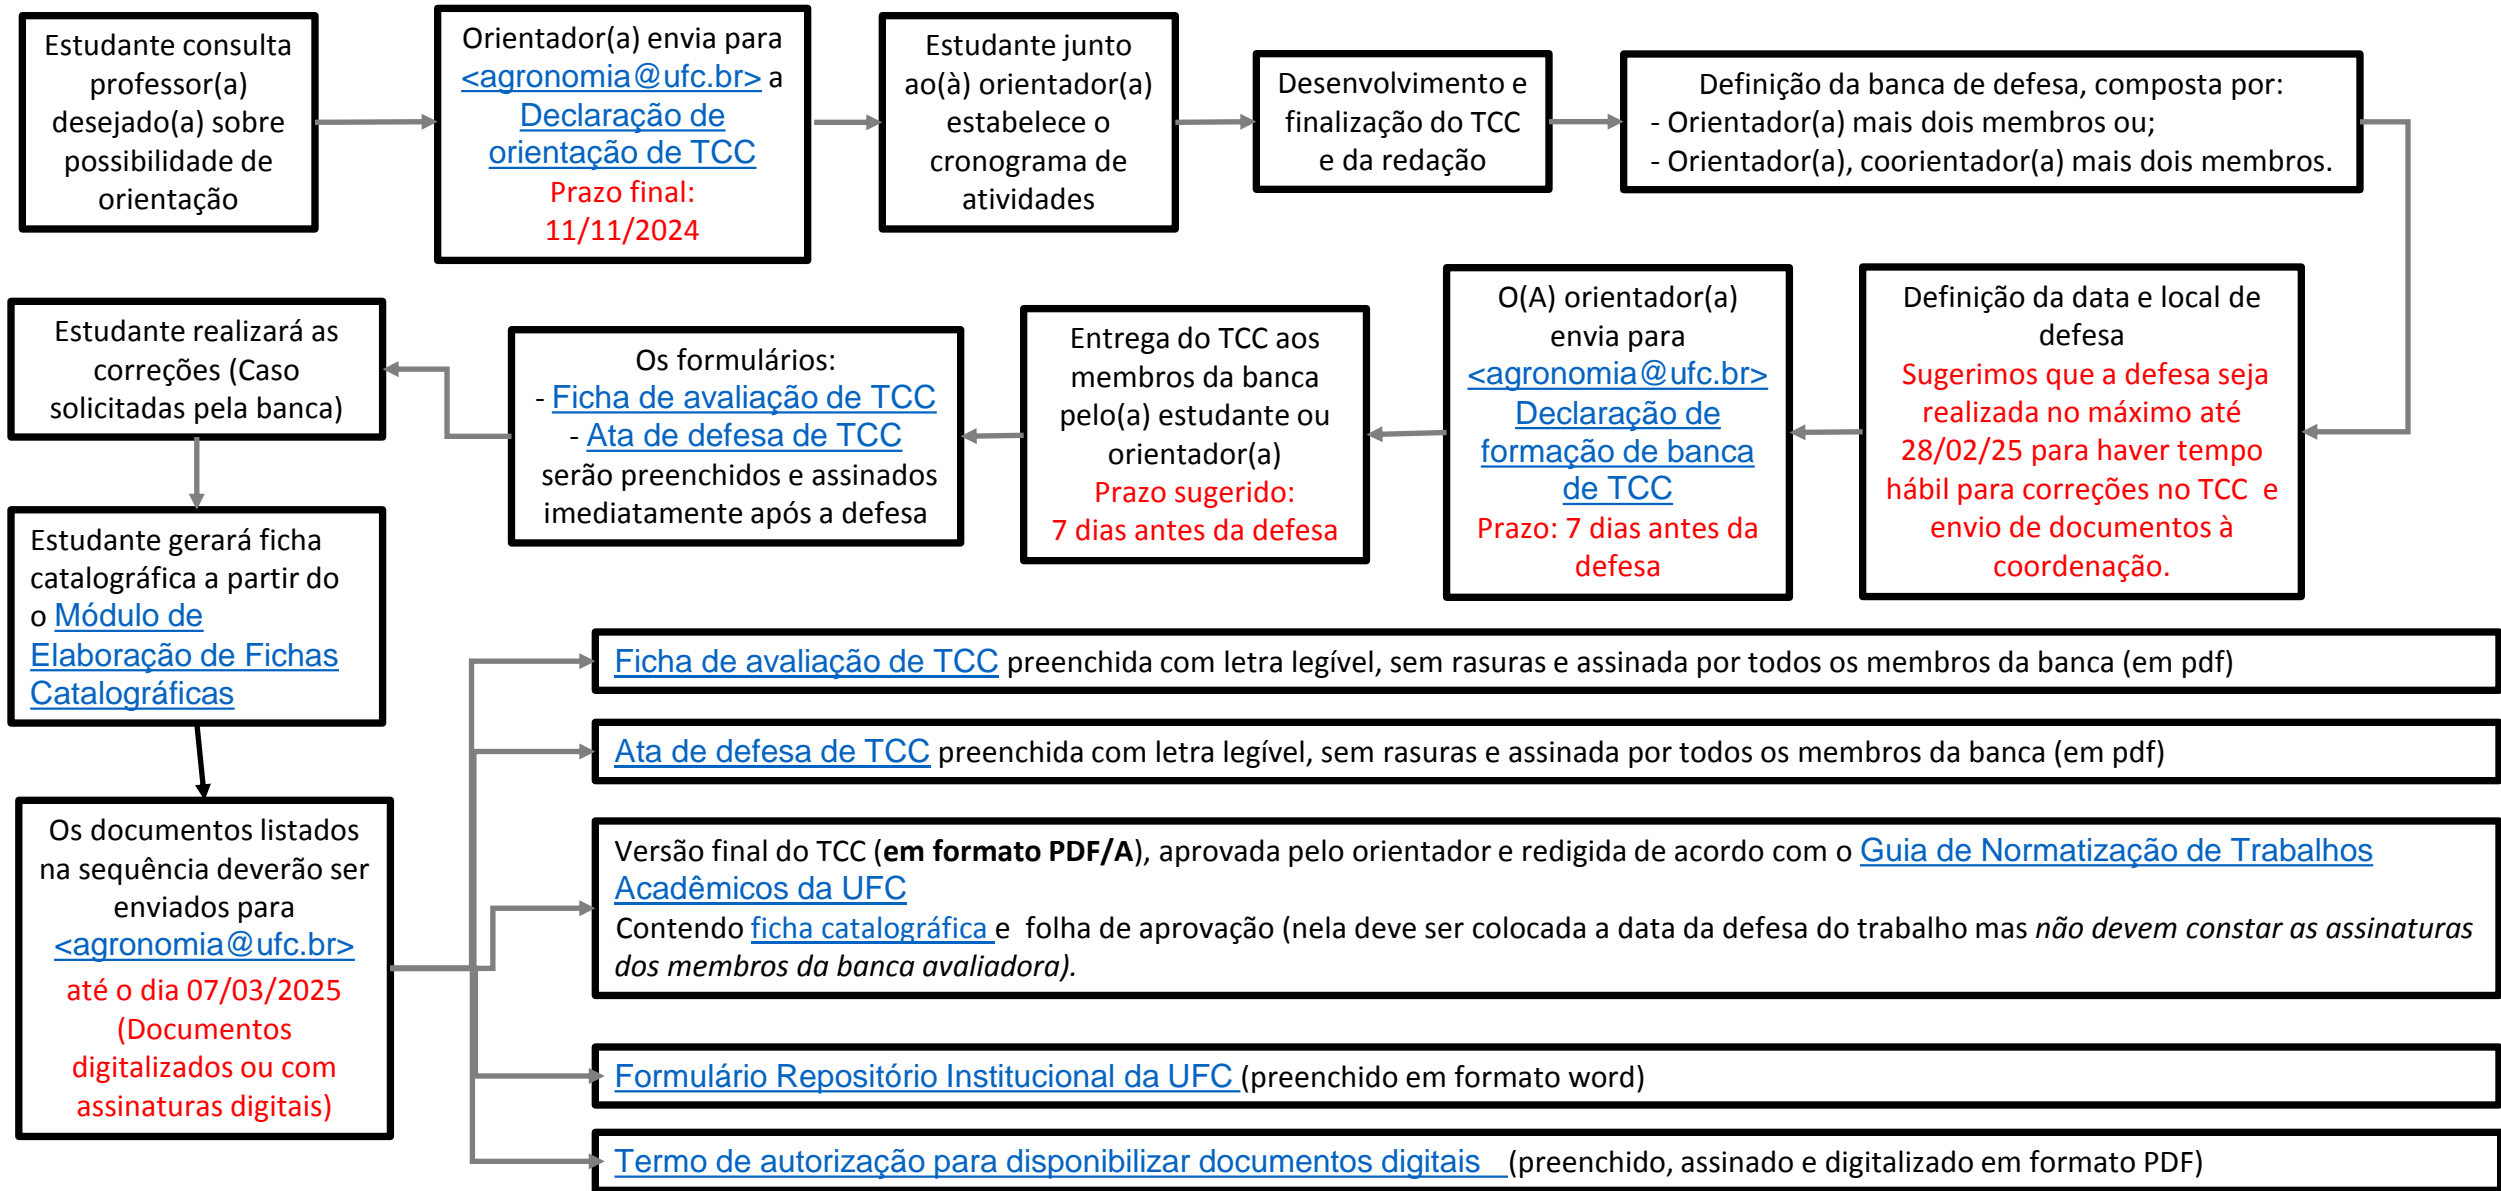 Estudante consulta
professor(a)
desejado(a) sobre
possibilidade de
orientação
Orientador(a) envia para
<agronomia@ufc.br> a
Declaração de
orientação de TCC
Prazo final:
11/11/2024
Estudante junto
ao(à) orientador(a)
estabelece o
cronograma de
atividades
Desenvolvimento e
finalização do TCC
e da redação
Definição da banca de defesa, composta por:
- Orientador(a) mais dois membros ou;
- Orientador(a), coorientador(a) mais dois membros.
Definição da data e local de
defesa
Sugerimos que a defesa seja
realizada no máximo até
28/02/25 para haver tempo
hábil para correções no TCC e
envio de documentos à
coordenação.
O(A) orientador(a)
envia para
<agronomia@ufc.br>
Declaração de
formação de banca
de TCC
Prazo: 7 dias antes da
defesa
Entrega do TCC aos
membros da banca
pelo(a) estudante ou
orientador(a)
Prazo sugerido:
7 dias antes da defesa
Os formulários:
- Ficha de avaliação de TCC
- Ata de defesa de TCC
serão preenchidos e assinados
imediatamente após a defesa
Estudante realizará as
correções (Caso
solicitadas pela banca)
Estudante gerará ficha
catalográfica a partir do
o Módulo de
Elaboração de Fichas
Catalográficas
Os documentos listados
na sequência deverão ser
enviados para
<agronomia@ufc.br>
até o dia 07/03/2025
(Documentos
digitalizados ou com
assinaturas digitais)
Ficha de avaliação de TCC preenchida com letra legível, sem rasuras e assinada por todos os membros da banca (em pdf)
Ata de defesa de TCC preenchida com letra legível, sem rasuras e assinada por todos os membros da banca (em pdf)
Versão final do TCC (em formato PDF/A), aprovada pelo orientador e redigida de acordo com o Guia de Normatização de Trabalhos
Acadêmicos da UFC
Contendo ficha catalográfica e folha de aprovação (nela deve ser colocada a data da defesa do trabalho mas não devem constar as assinaturas
dos membros da banca avaliadora).
Formulário Repositório Institucional da UFC (preenchido em formato word)
Termo de autorização para disponibilizar documentos digitais (preenchido, assinado e digitalizado em formato PDF)